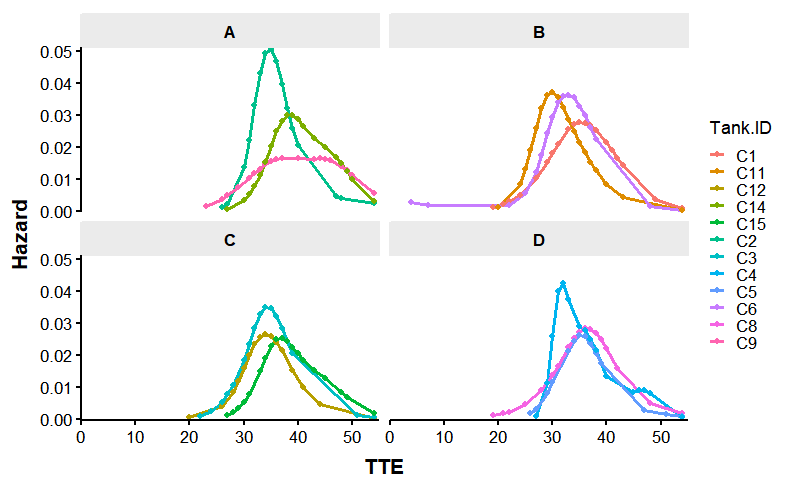 A B
0.05
0.04
0.03
0.02
0.01
0.00
C D
0.05
0.04
0.03
0.02
0.01
0.00
0 10 20 30 40 50 0 10 20 30 40 50
Hazard
TTE
Tank.ID
C1
C11
C12
C14
C15
C2
C3
C4
C5
C6
C8
C9